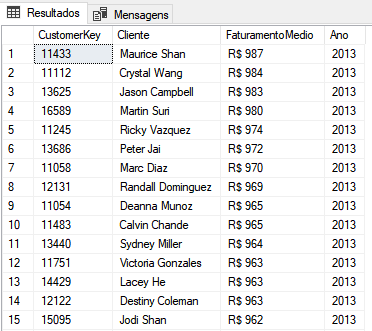 Resultados Mensagens
CustomerKey Cliente FaturamentoMedio Ano
1 11433 Maurice Shan R$ 987 2013
2 11112 Crystal Wang R$ 984 2013
3 13625 Jason Campbell R$ 983 2013
4 16589 Martin Suri R$ 980 2013
5 11245 Ricky Vazquez R$ 974 2013
6 13686 Peter Jai R$ 972 2013
7 11058 Marc Diaz R$ 970 2013
8 12131 Randall Dominguez R$ 969 2013
9 11054 Deanna Munoz R$ 965 2013
10 11483 Calvin Chande R$ 965 2013
11 13440 Sydney Miller R$ 964 2013
12 11751 Victoria Gonzales R$ 963 2013
13 14429 Lacey He R$ 963 2013
14 12122 Destiny Coleman R$ 963 2013
15 15095 Jodi Shan R$ 962 2013